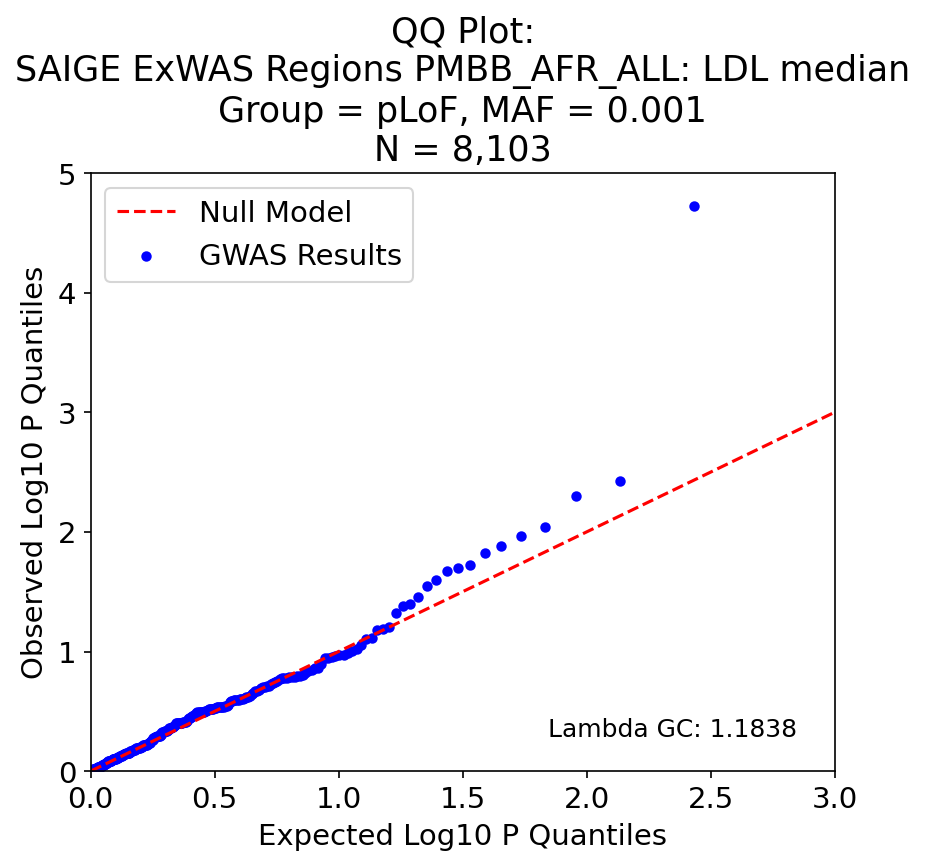 QQ Plot:
SAIGE ExWAS Regions PMBB_AFR_ALL: LDL median
Group = pLoF, MAF = 0.001
N = 8,103
Null Model
GWAS Results
Observed Log10 P Quantiles
5
4
3
2
1
0
Lambda GC: 1.1838
0.0 0.5 1.0 1.5 2.0 2.5 3.0
Expected Log10 P Quantiles